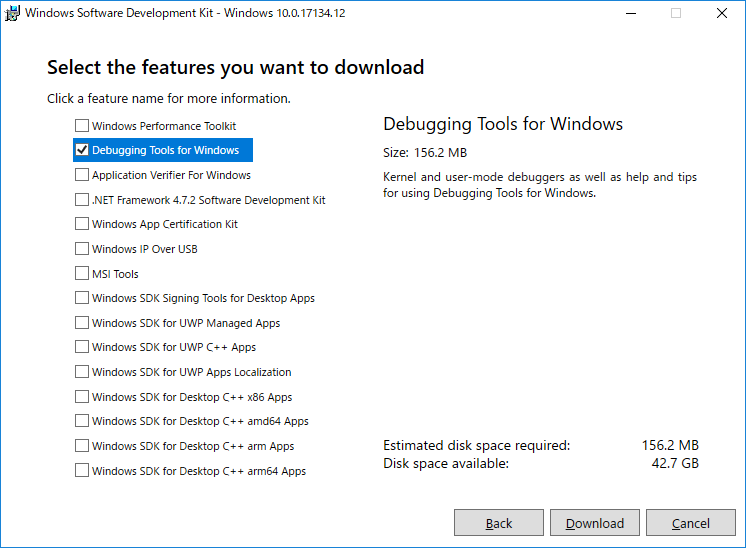 Windows Software Development Kit - Windows 10.0.17134.12
Select the features you want to download
Click a feature name for more information.
Windows Performance Toolkit
Debugging Tools for Windows
Application Verifier For Windows
.NET Framework 4.7.2 Software Development Kit
Windows App Certification Kit
Windows IP Over USB
MSI Tools
Windows SDK Signing Tools for Desktop Apps
Windows SDK for UWP Managed Apps
Windows SDK for UWP C++ Apps
Windows SDK for UWP Apps Localization
Windows SDK for Desktop C++ x86 Apps
Windows SDK for Desktop C++ amd64 Apps
Windows SDK for Desktop C++ arm Apps
Windows SDK for Desktop C++ arm64 Apps
Debugging Tools for Windows
Size: 156.2 MB
Kernel and user-mode debuggers as well as help and tips
for using Debugging Tools for Windows.
Estimated disk space required: 156.2 MB
Disk space available: 42.7 GB
Back Download Cancel